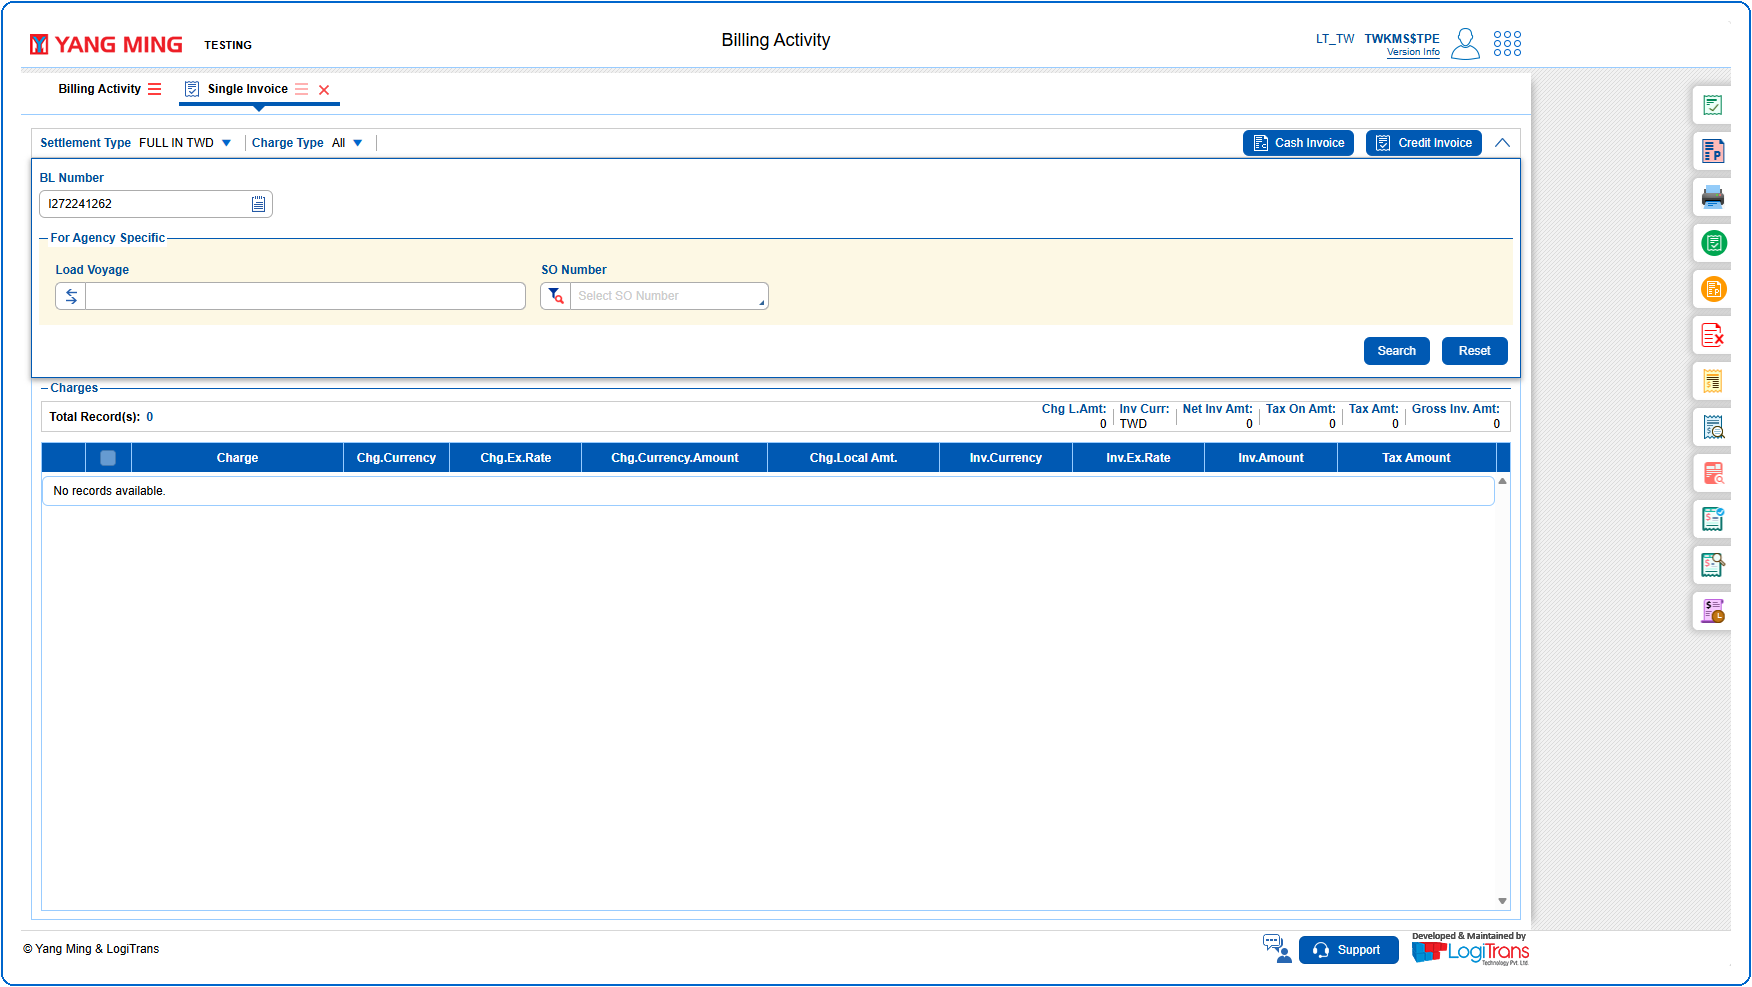 YANG MING TESTING
Billing Activity
LT_TW TWKMS$TPE
Version Info
Billing Activity
Single Invoice
Settlement Type FULL IN TWD
Charge Type All
Cash Invoice
Credit Invoice
BL Number
I272241262
For Agency Specific
Load Voyage
SO Number
Select SO Number
Search
Reset
Charges
Total Record(s): 0
Chg L.Amt: 0
Inv Curr: TWD
Net Inv Amt: 0
Tax On Amt: 0
Tax Amt: 0
Gross Inv. Amt: 0
Charge Chg.Currency Chg.Ex.Rate Chg.Currency.Amount Chg.Local Amt. Inv.Currency Inv.Ex.Rate Inv.Amount Tax Amount
No records available.
© Yang Ming & LogiTrans
Support
Developed & Maintained by
LogiTrans
Technology Pvt. Ltd.